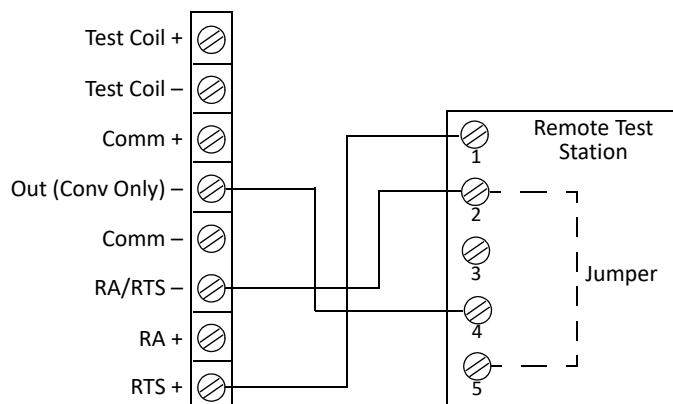 Test Coil +
Test Coil –
Comm +
Out (Conv Only) –
Comm –
RA/RTS –
RA +
RTS +
Remote Test
Station
1
2
3
4
5
Jumper